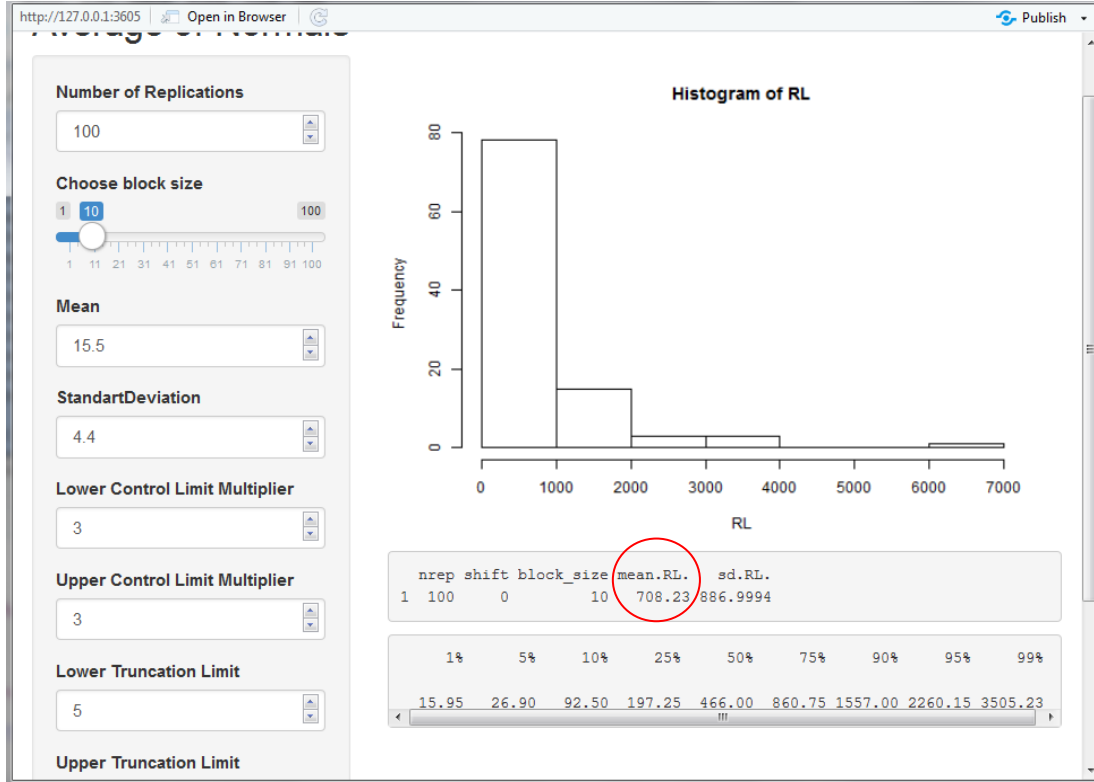 http://127.0.0.1:3605 Open in Browser Publish
Average of Normals
Number of Replications
100
Choose block size
1 10 100
1 11 21 31 41 51 61 71 81 91 100
Mean
15.5
StandartDeviation
4.4
Lower Control Limit Multiplier
3
Upper Control Limit Multiplier
3
Lower Truncation Limit
5
Upper Truncation Limit
Histogram of RL
Frequency
80
60
40
20
0
0 1000 2000 3000 4000 5000 6000 7000
RL
nrep shift block_size mean.RL. sd.RL.
1 100 0 10 708.23 886.9994
1% 5% 10% 25% 50% 75% 90% 95% 99%
15.95 26.90 92.50 197.25 466.00 860.75 1557.00 2260.15 3505.23